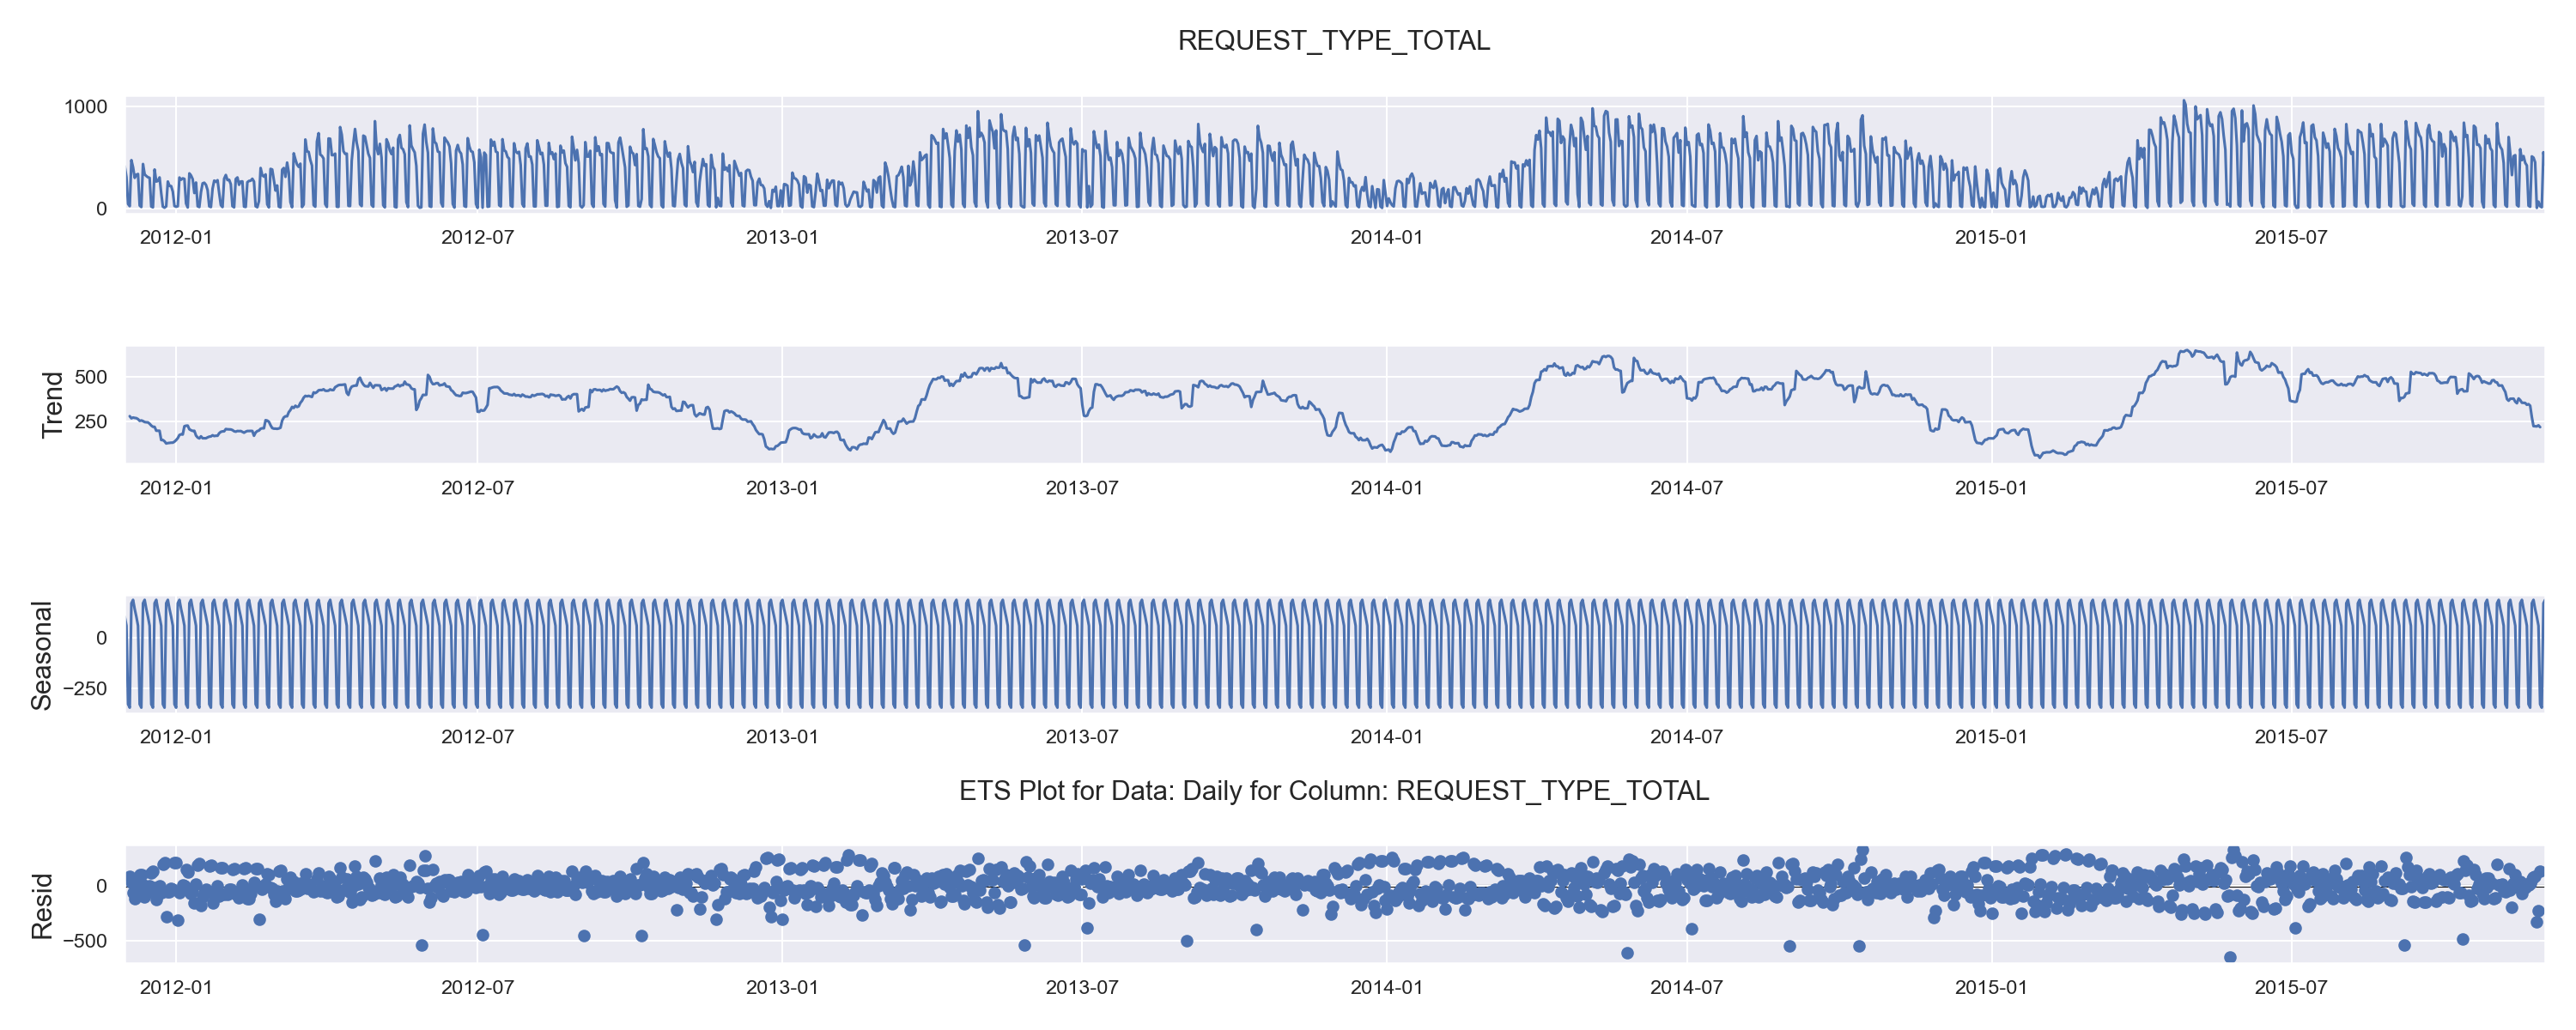 REQUEST_TYPE_TOTAL
1000
0
2012-01 2012-07 2013-01 2013-07 2014-01 2014-07 2015-01 2015-07
Trend
500
250
2012-01 2012-07 2013-01 2013-07 2014-01 2014-07 2015-01 2015-07
Seasonal
0
−250
2012-01 2012-07 2013-01 2013-07 2014-01 2014-07 2015-01 2015-07
ETS Plot for Data: Daily for Column: REQUEST_TYPE_TOTAL
Resid
0
−500
2012-01 2012-07 2013-01 2013-07 2014-01 2014-07 2015-01 2015-07